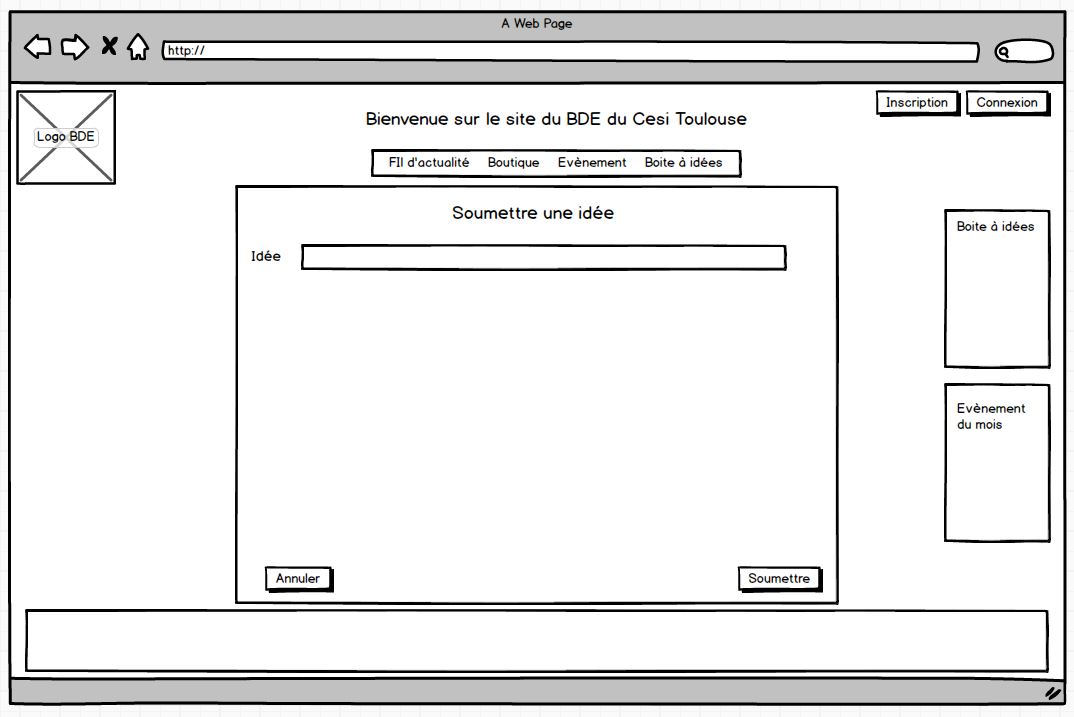 A Web Page
http://
Inscription
Connexion
Logo BDE
Bienvenue sur le site du BDE du Cesi Toulouse
FIl d'actualité
Boutique
Evènement
Boite à idées
Soumettre une idée
Idée
Boite à idées
Evènement
du mois
Annuler
Soumettre